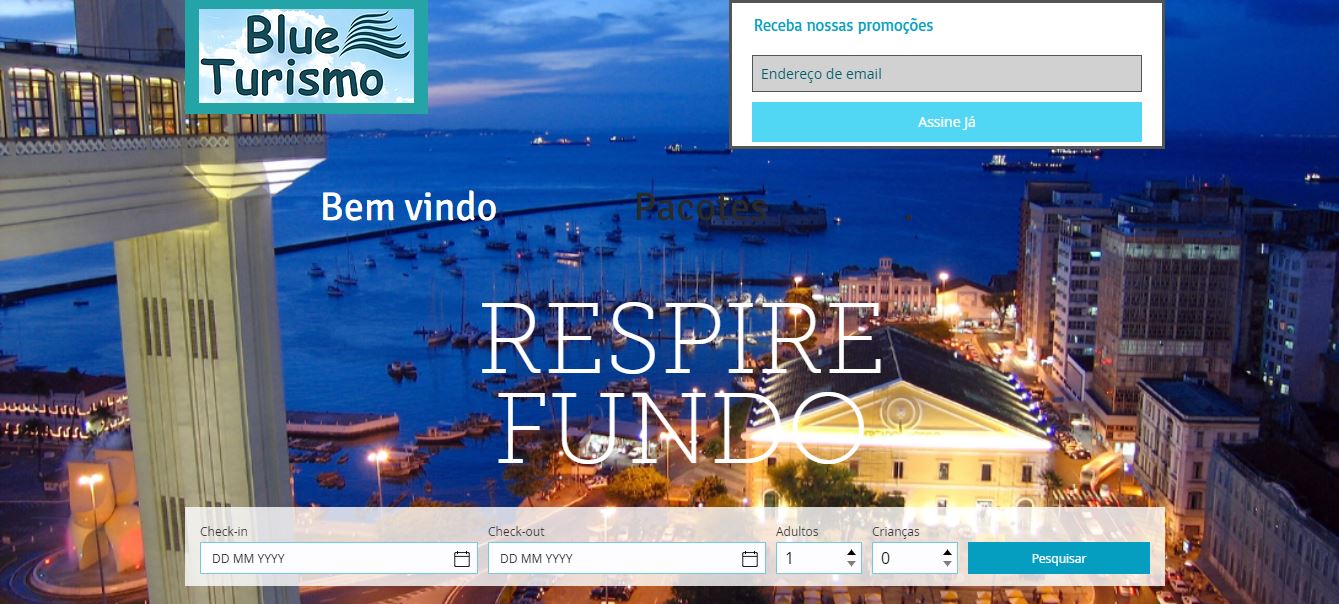 Blue
Turismo
Receba nossas promoções
Endereço de email
Assine Já
Bem vindo
Pacotes
RESPIRE
FUNDO
Check-in
Check-out
Adultos
Crianças
DD MM YYYY
DD MM YYYY
1
0
Pesquisar